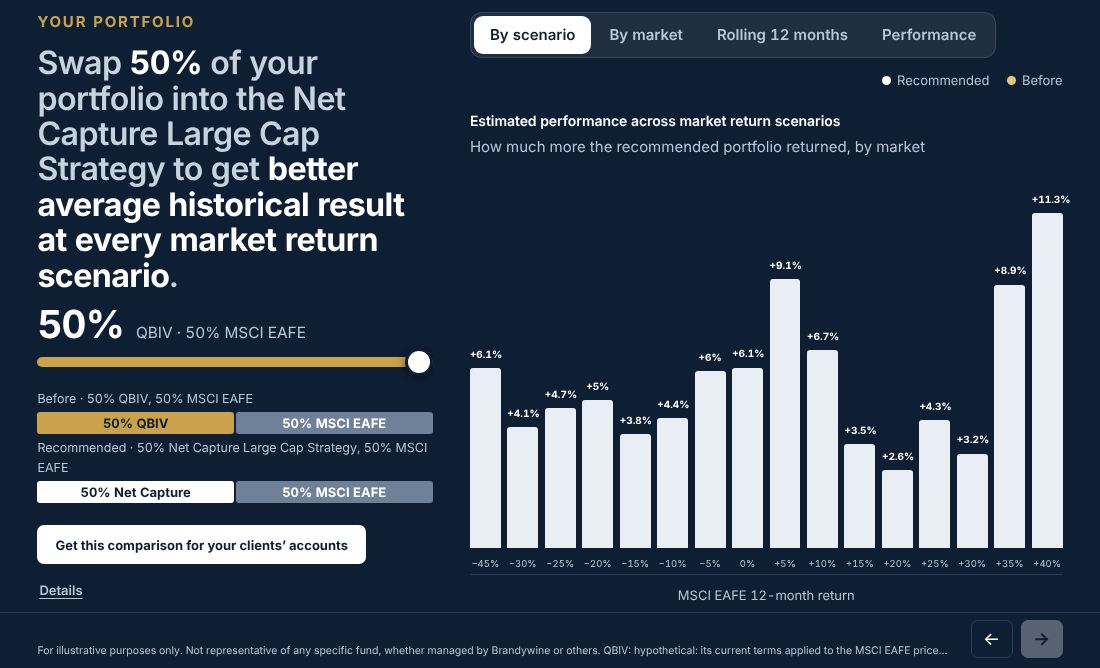 YOUR PORTFOLIO
Swap 50% of your
portfolio into the Net
Capture Large Cap
Strategy to get better
average historical result
at every market return
scenario.
50% QBIV · 50% MSCI EAFE
Before · 50% QBIV, 50% MSCI EAFE
50% QBIV 50% MSCI EAFE
Recommended · 50% Net Capture Large Cap Strategy, 50% MSCI
EAFE
50% Net Capture 50% MSCI EAFE
Get this comparison for your clients’ accounts
Details
By scenario By market Rolling 12 months Performance
Recommended Before
Estimated performance across market return scenarios
How much more the recommended portfolio returned, by market
+6.1% +4.1% +4.7% +5% +3.8% +4.4% +6% +6.1% +9.1% +6.7% +3.5% +2.6% +4.3% +3.2% +8.9% +11.3%
−45% −30% −25% −20% −15% −10% −5% 0% +5% +10% +15% +20% +25% +30% +35% +40%
MSCI EAFE 12-month return
For illustrative purposes only. Not representative of any specific fund, whether managed by Brandywine or others. QBIV: hypothetical: its current terms applied to the MSCI EAFE price…